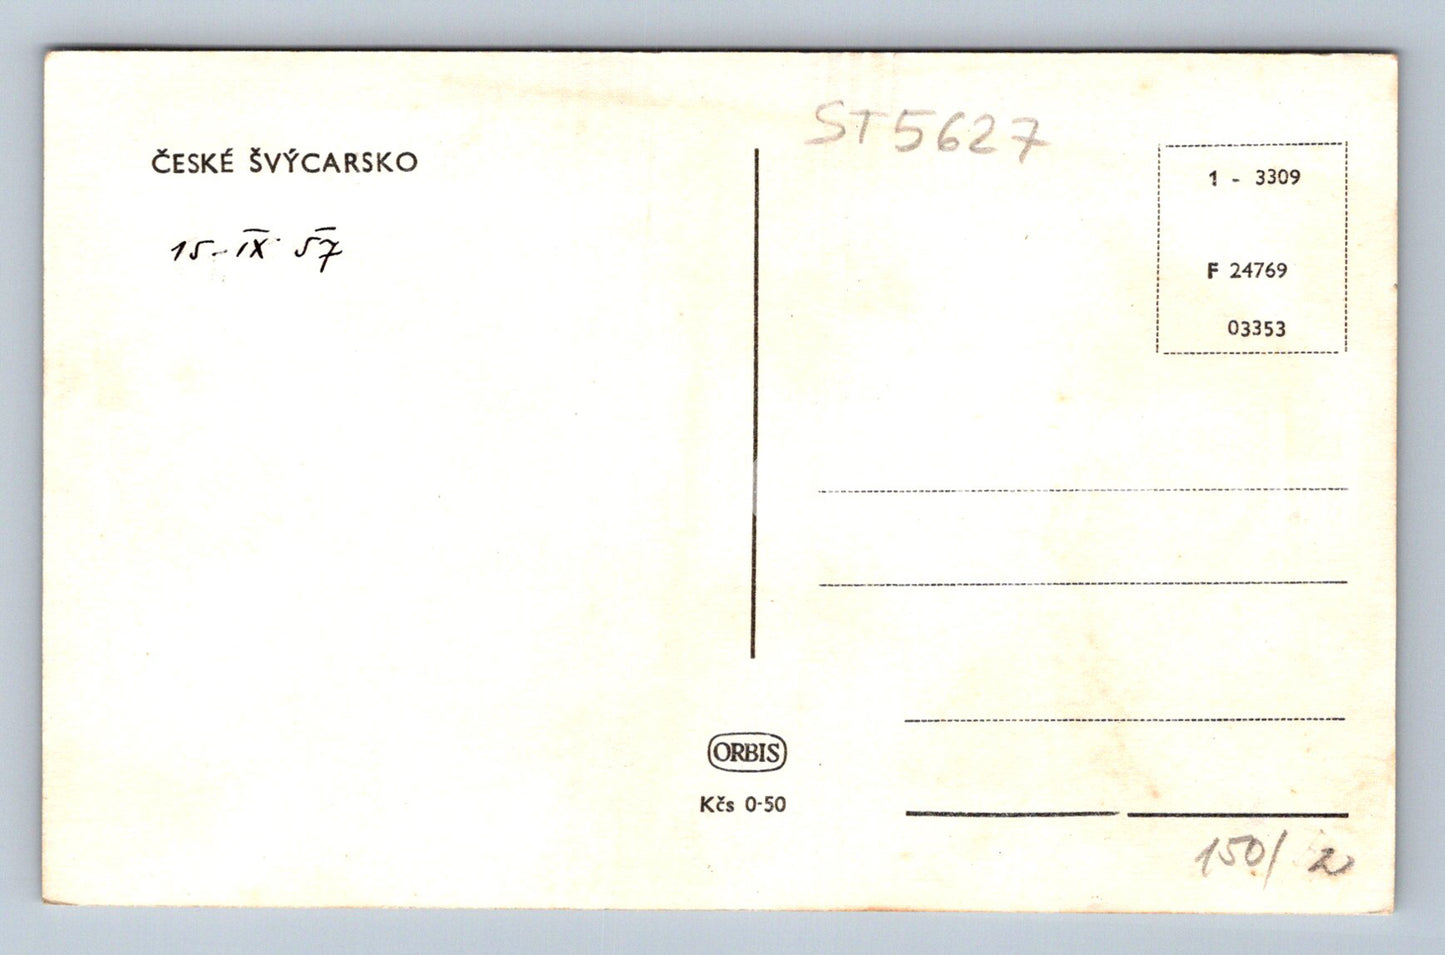 ČESKÉ ŠVÝCARSKO
15-IX 57
ST5627
1 - 3309
F 24769
03353
ORBIS
Kčs 0-50
150/ 2